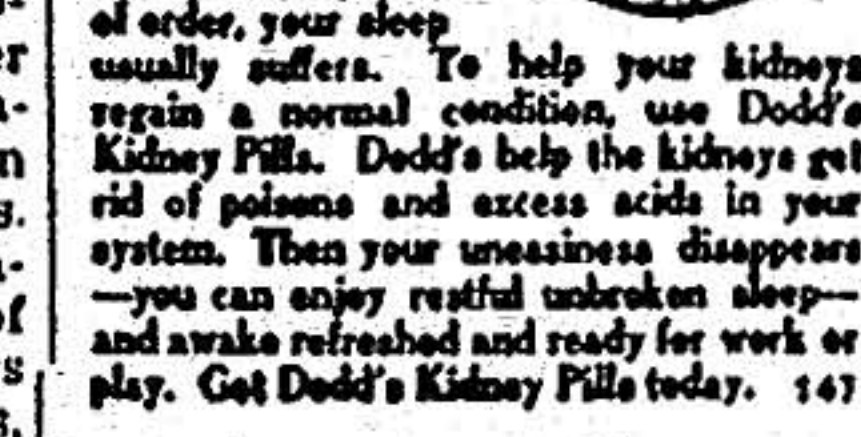 of order, your sleep
usually suffers. To help your kidneys
regain a normal condition, use Dodd's
Kidney Pills. Dodd's help the kidneys get
rid of poisons and excess acids in your
system. Then your uneasiness disappears
—you can enjoy restful unbroken sleep—
and awake refreshed and ready for work or
play. Get Dodd's Kidney Pills today. 147